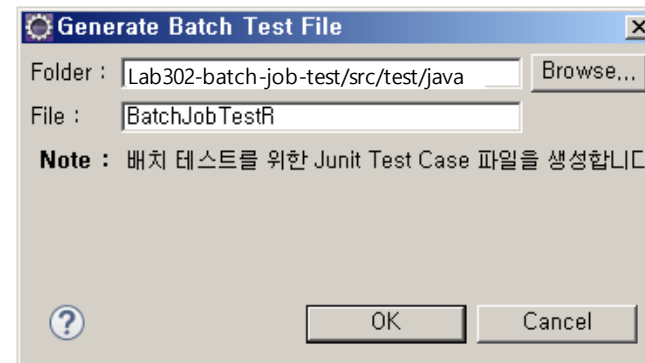 Generate Batch Test File
Folder : Lab302-batch-job-test/src/test/java Browse...
File : BatchJobTestR
Note : 배치 테스트를 위한 Junit Test Case 파일을 생성합니
OK Cancel